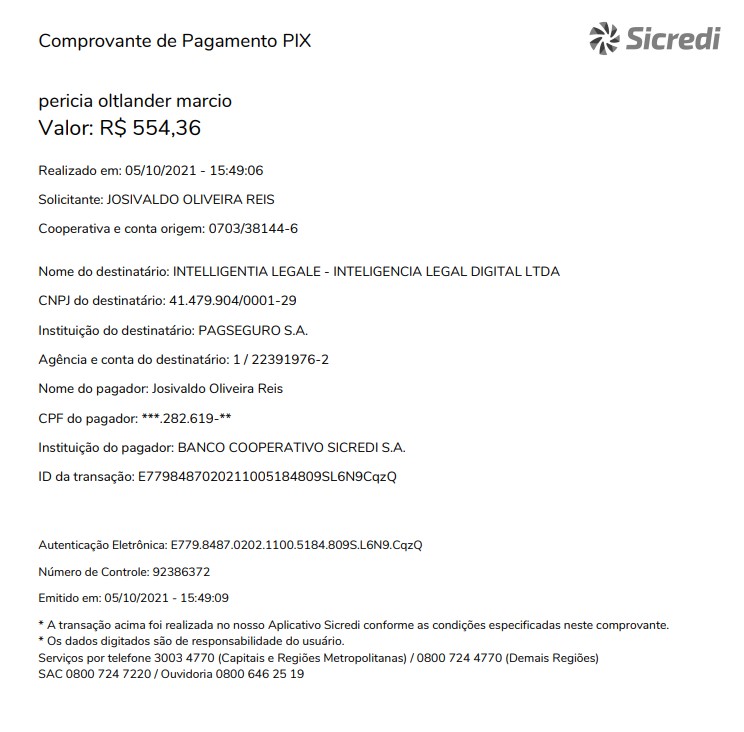 Comprovante de Pagamento PIX
Sicredi
pericia oltlander marcio
Valor: R$ 554,36
Realizado em: 05/10/2021 - 15:49:06
Solicitante: JOSIVALDO OLIVEIRA REIS
Cooperativa e conta origem: 0703/38144-6
Nome do destinatário: INTELLIGENTIA LEGALE - INTELIGENCIA LEGAL DIGITAL LTDA
CNPJ do destinatário: 41.479.904/0001-29
Instituição do destinatário: PAGSEGURO S.A.
Agência e conta do destinatário: 1 / 22391976-2
Nome do pagador: Josivaldo Oliveira Reis
CPF do pagador: ***.282.619-**
Instituição do pagador: BANCO COOPERATIVO SICREDI S.A.
ID da transação: E7798487020211005184809SL6N9CqzQ
Autenticação Eletrônica: E779.8487.0202.1100.5184.809S.L6N9.CqzQ
Número de Controle: 92386372
Emitido em: 05/10/2021 - 15:49:09
* A transação acima foi realizada no nosso Aplicativo Sicredi conforme as condições especificadas neste comprovante.
* Os dados digitados são de responsabilidade do usuário.
Serviços por telefone 3003 4770 (Capitais e Regiões Metropolitanas) / 0800 724 4770 (Demais Regiões)
SAC 0800 724 7220 / Ouvidoria 0800 646 25 19